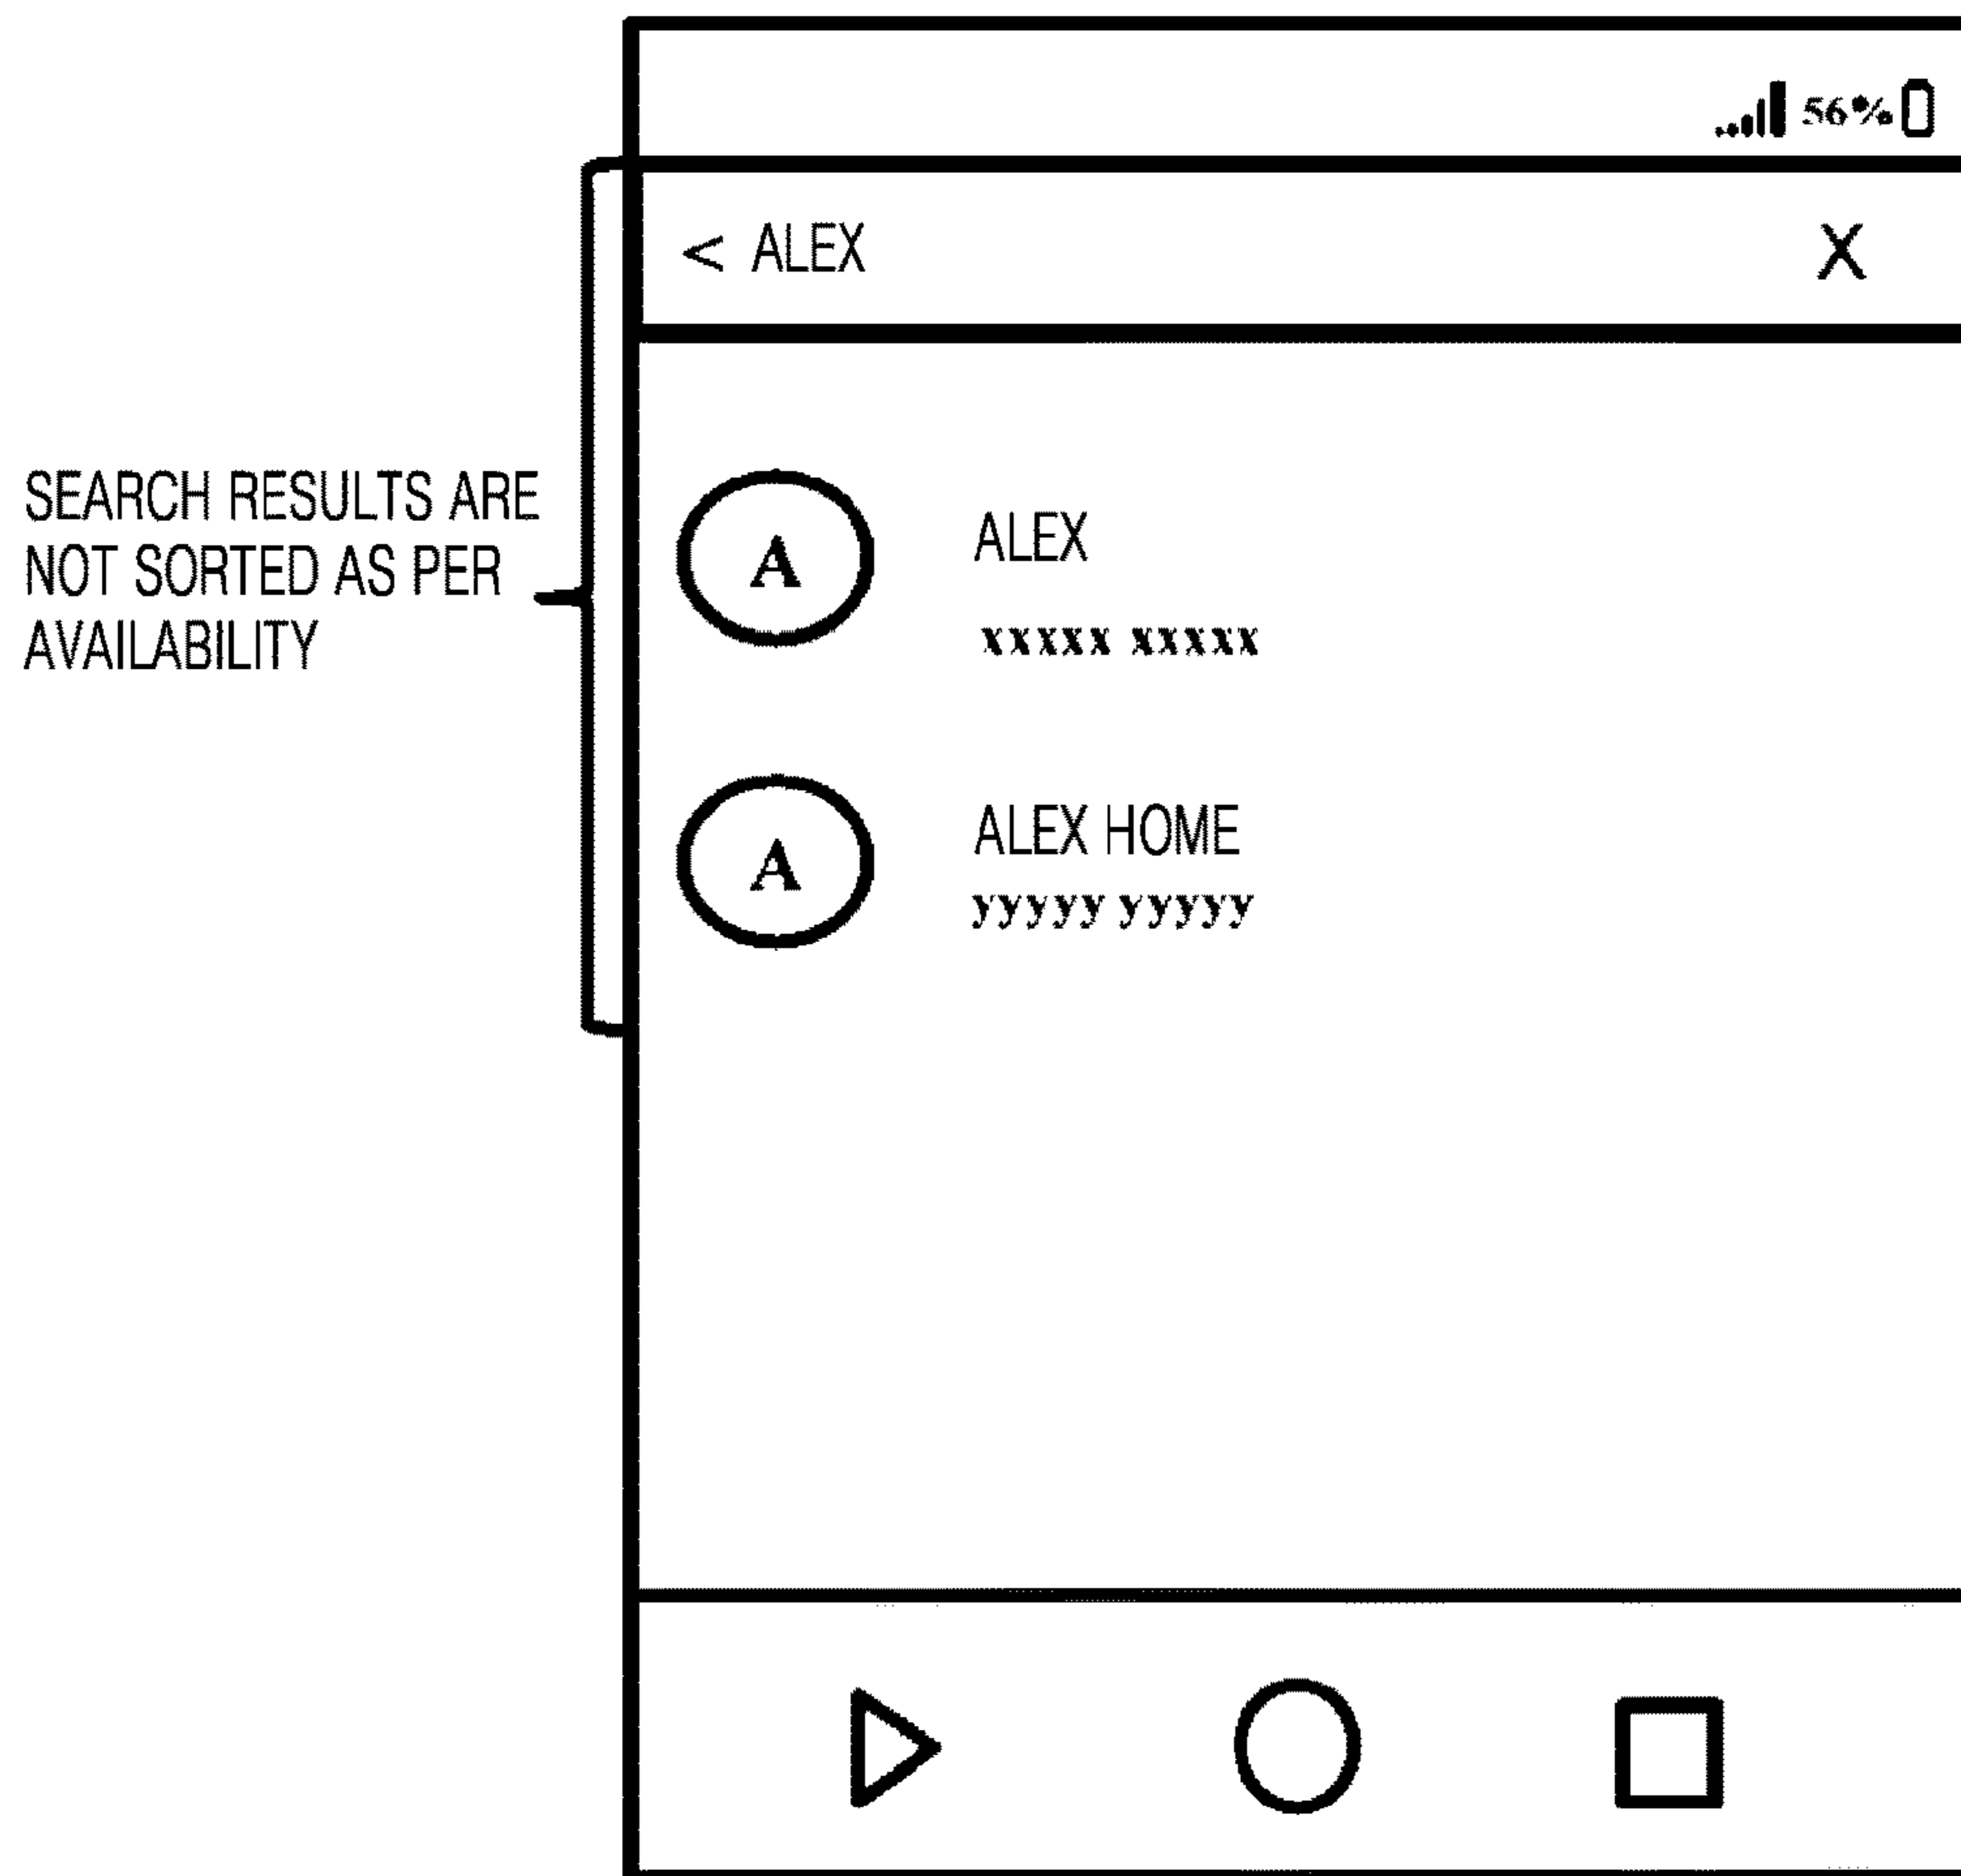 56%
< ALEX X
SEARCH RESULTS ARE
NOT SORTED AS PER
AVAILABILITY
A ALEX
xxxxx xxxxx
A ALEX HOME
yyyyy yyyyy